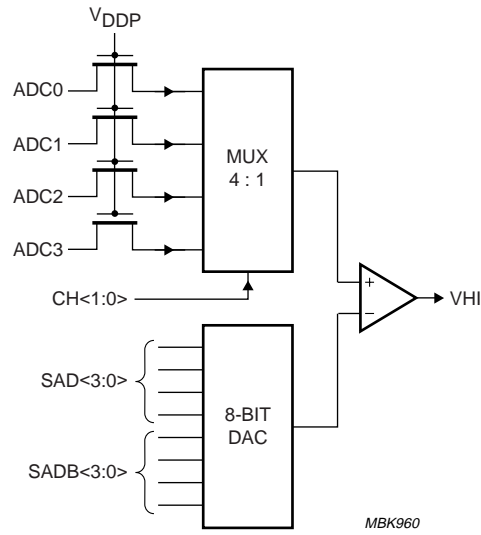 VDDP
ADC0
ADC1
ADC2
ADC3
MUX
4 : 1
CH<1:0>
+
−
VHI
SAD<3:0>
8-BIT
DAC
SADB<3:0>
MBK960